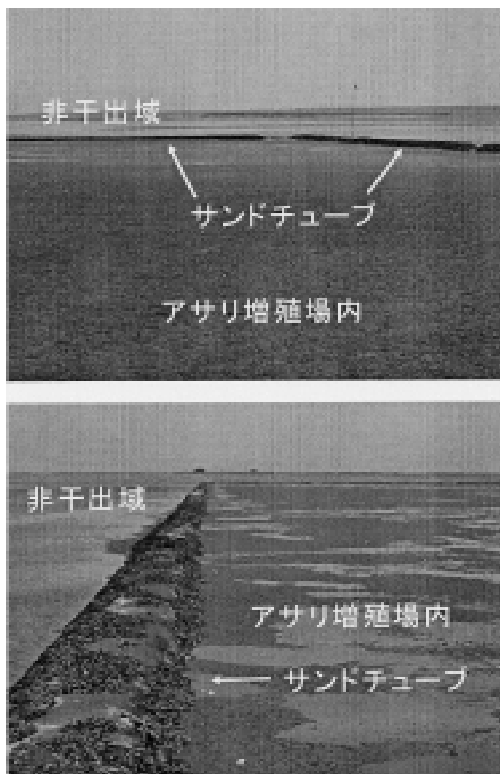 非干出域
サンドチューブ
アサリ増殖場内
非干出域
アサリ増殖場内
サンドチューブ